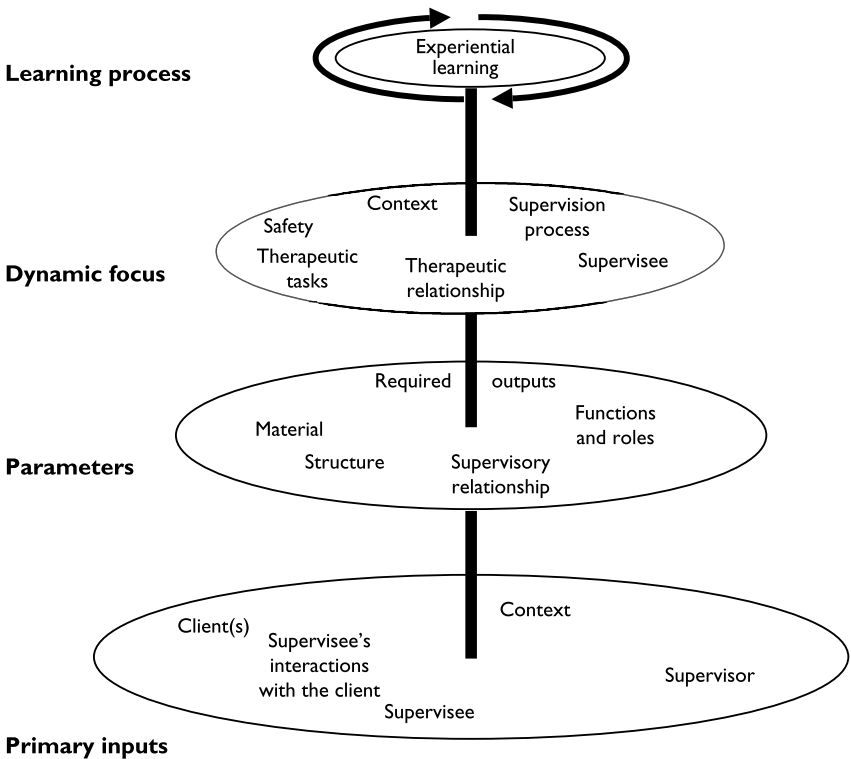 Experiential
learning
Learning process
Context
Supervision
process
Safety
Therapeutic
tasks
Therapeutic
relationship
Supervisee
Dynamic focus
Required outputs
Functions
and roles
Material
Structure
Supervisory
relationship
Parameters
Context
Client(s)
Supervisee’s
interactions
with the client
Supervisor
Supervisee
Primary inputs